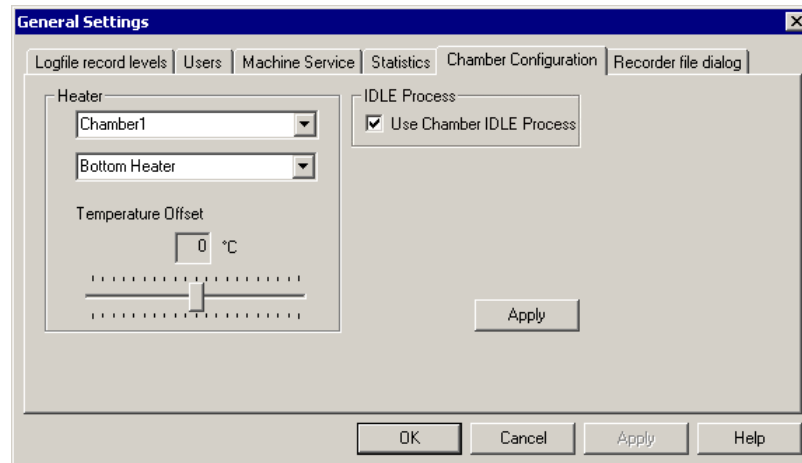 General Settings
Logfile record levels Users Machine Service Statistics Chamber Configuration Recorder file dialog
Heater
Chamber1
Bottom Heater
Temperature Offset
0 °C
IDLE Process
Use Chamber IDLE Process
Apply
OK Cancel Apply Help